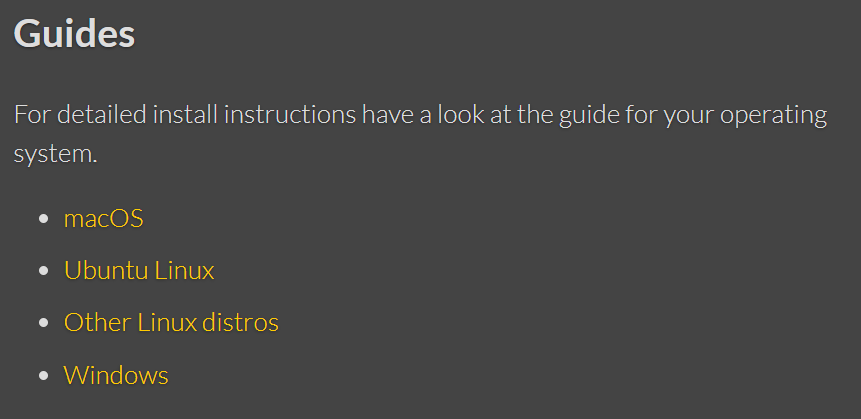 Guides
For detailed install instructions have a look at the guide for your operating
system.
macOS
Ubuntu Linux
Other Linux distros
Windows